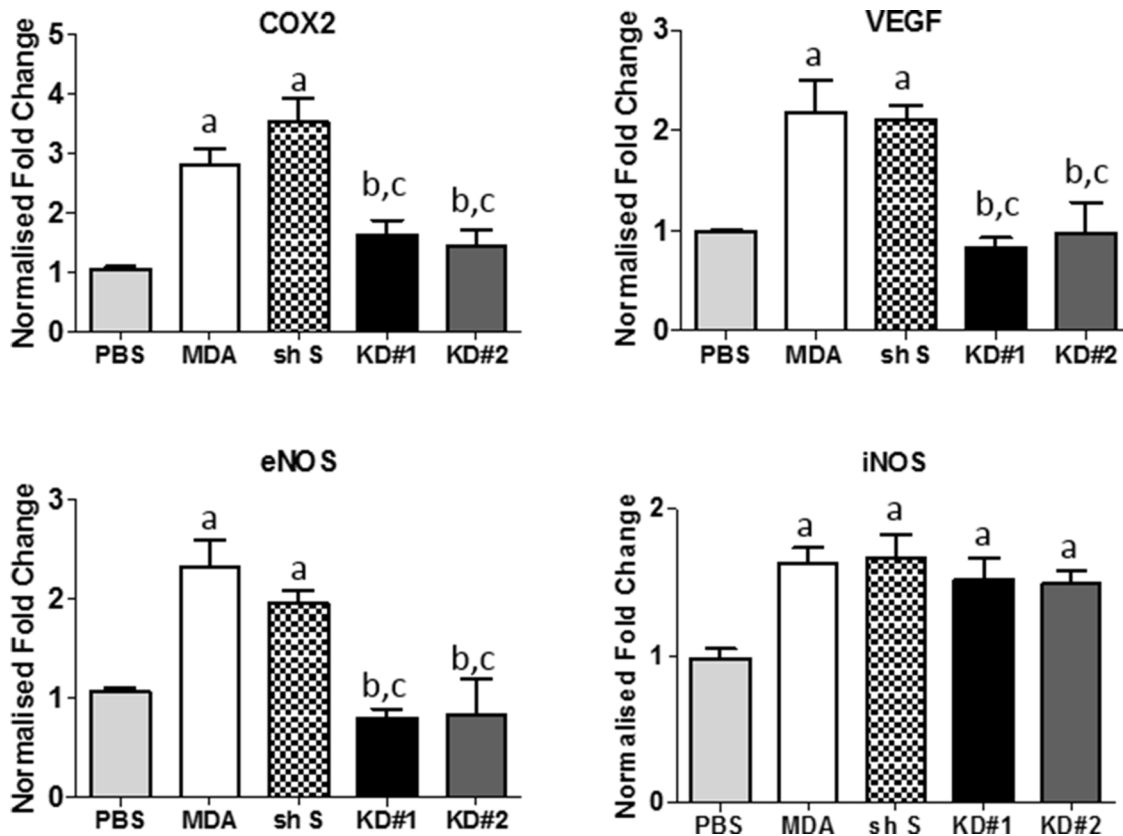 COX2
Normalised Fold Change
5
4
3
2
1
0
a
a
b,c
b,c
PBS MDA sh S KD#1 KD#2
VEGF
Normalised Fold Change
3
2
1
0
a
a
b,c
b,c
PBS MDA sh S KD#1 KD#2
eNOS
Normalised Fold Change
3
2
1
0
a
a
b,c
b,c
PBS MDA sh S KD#1 KD#2
iNOS
Normalised Fold Change
2
1
0
a
a
a
a
PBS MDA sh S KD#1 KD#2